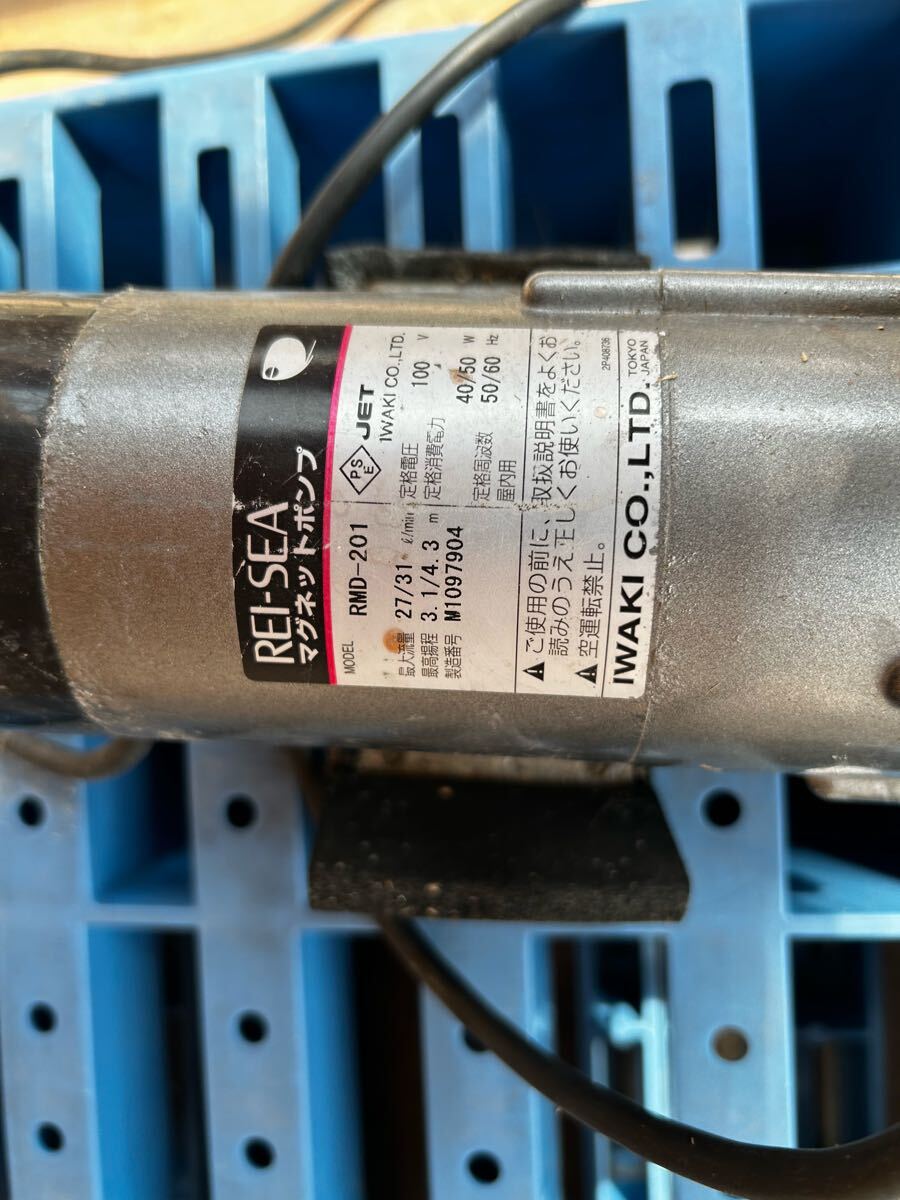 REI-SEA
マグネットポンプ
MODEL RMD-201
最大流量 27/31 ℓ/min
最高揚程 3.1/4.3 m
製造番号 M1097904
PSE JET
IWAKI CO.,LTD.
定格電圧 100 V
定格消費電力 40/50 W
定格周波数 50/60 Hz
屋内用
ご使用の前に、取扱説明書をよくお
読みのうえ正しくお使いください。
空運転禁止。
2P408736
IWAKI CO.,LTD. TOKYO JAPAN